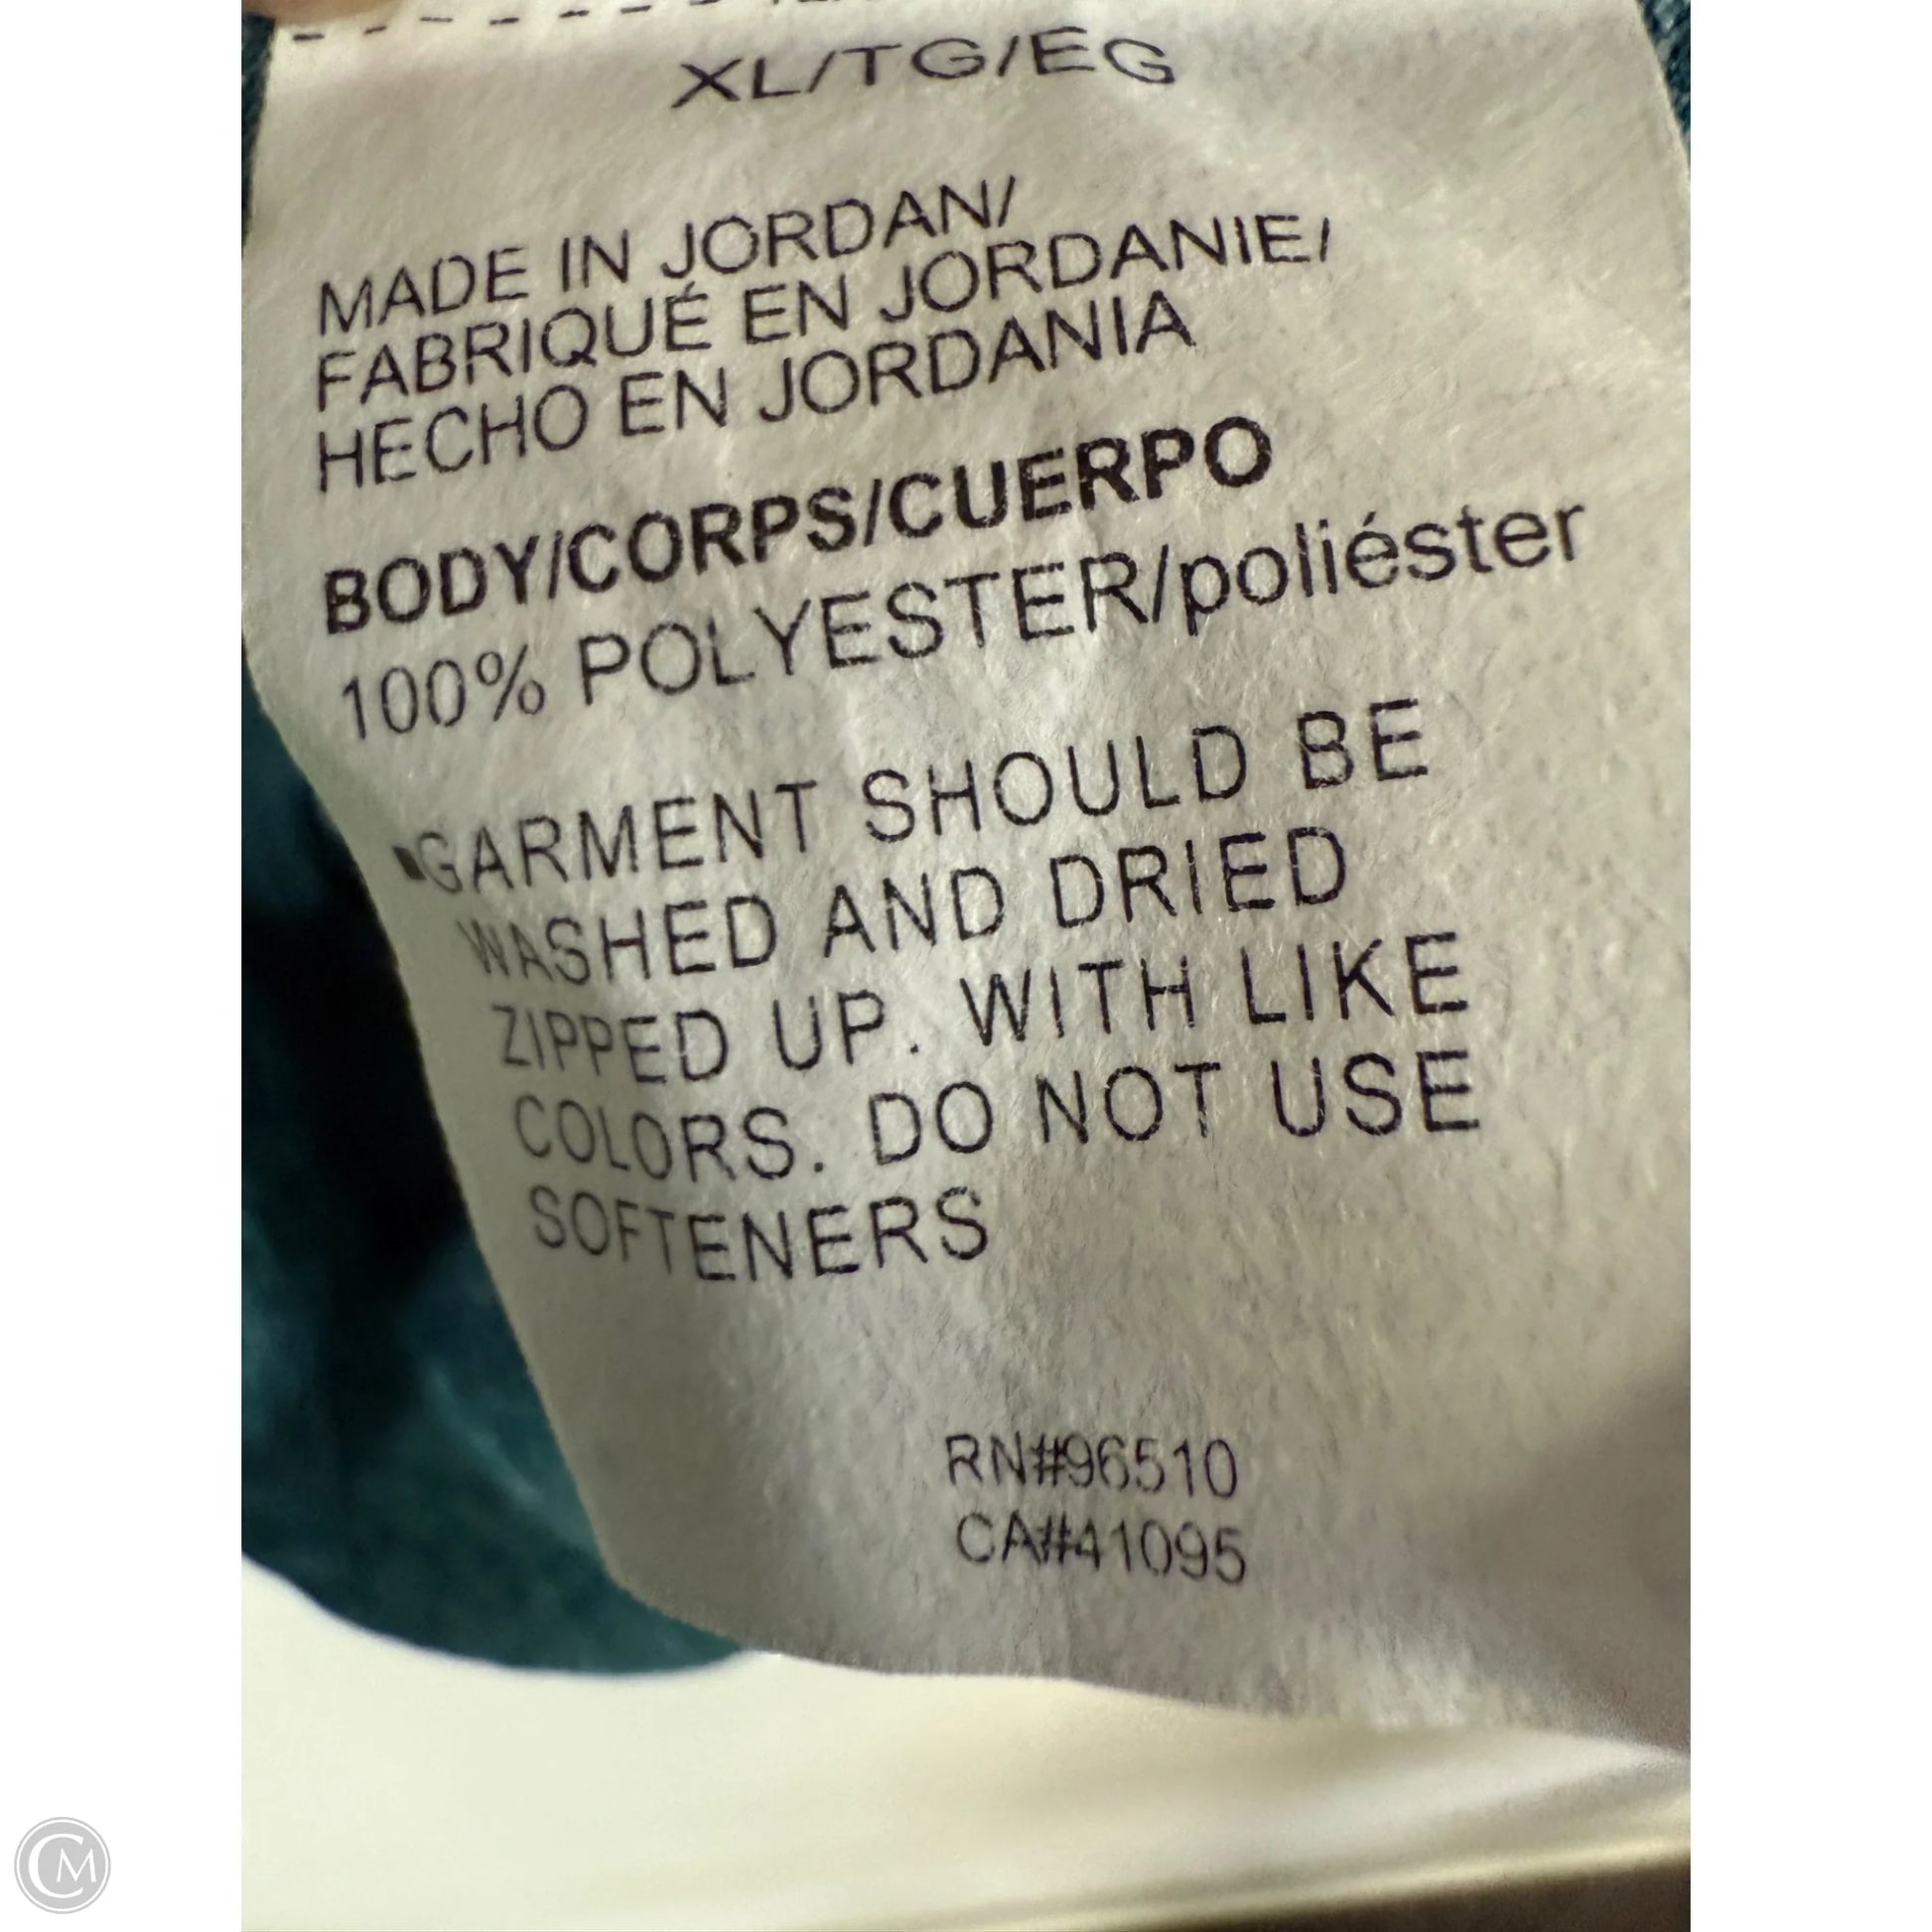 XL/TG/EG
MADE IN JORDAN/
FABRIQUÉ EN JORDANIE/
HECHO EN JORDANIA
BODY/CORPS/CUERPO
100% POLYESTER/poliéster
▪GARMENT SHOULD BE
WASHED AND DRIED
ZIPPED UP. WITH LIKE
COLORS. DO NOT USE
SOFTENERS
RN#96510
CA#41095
CM